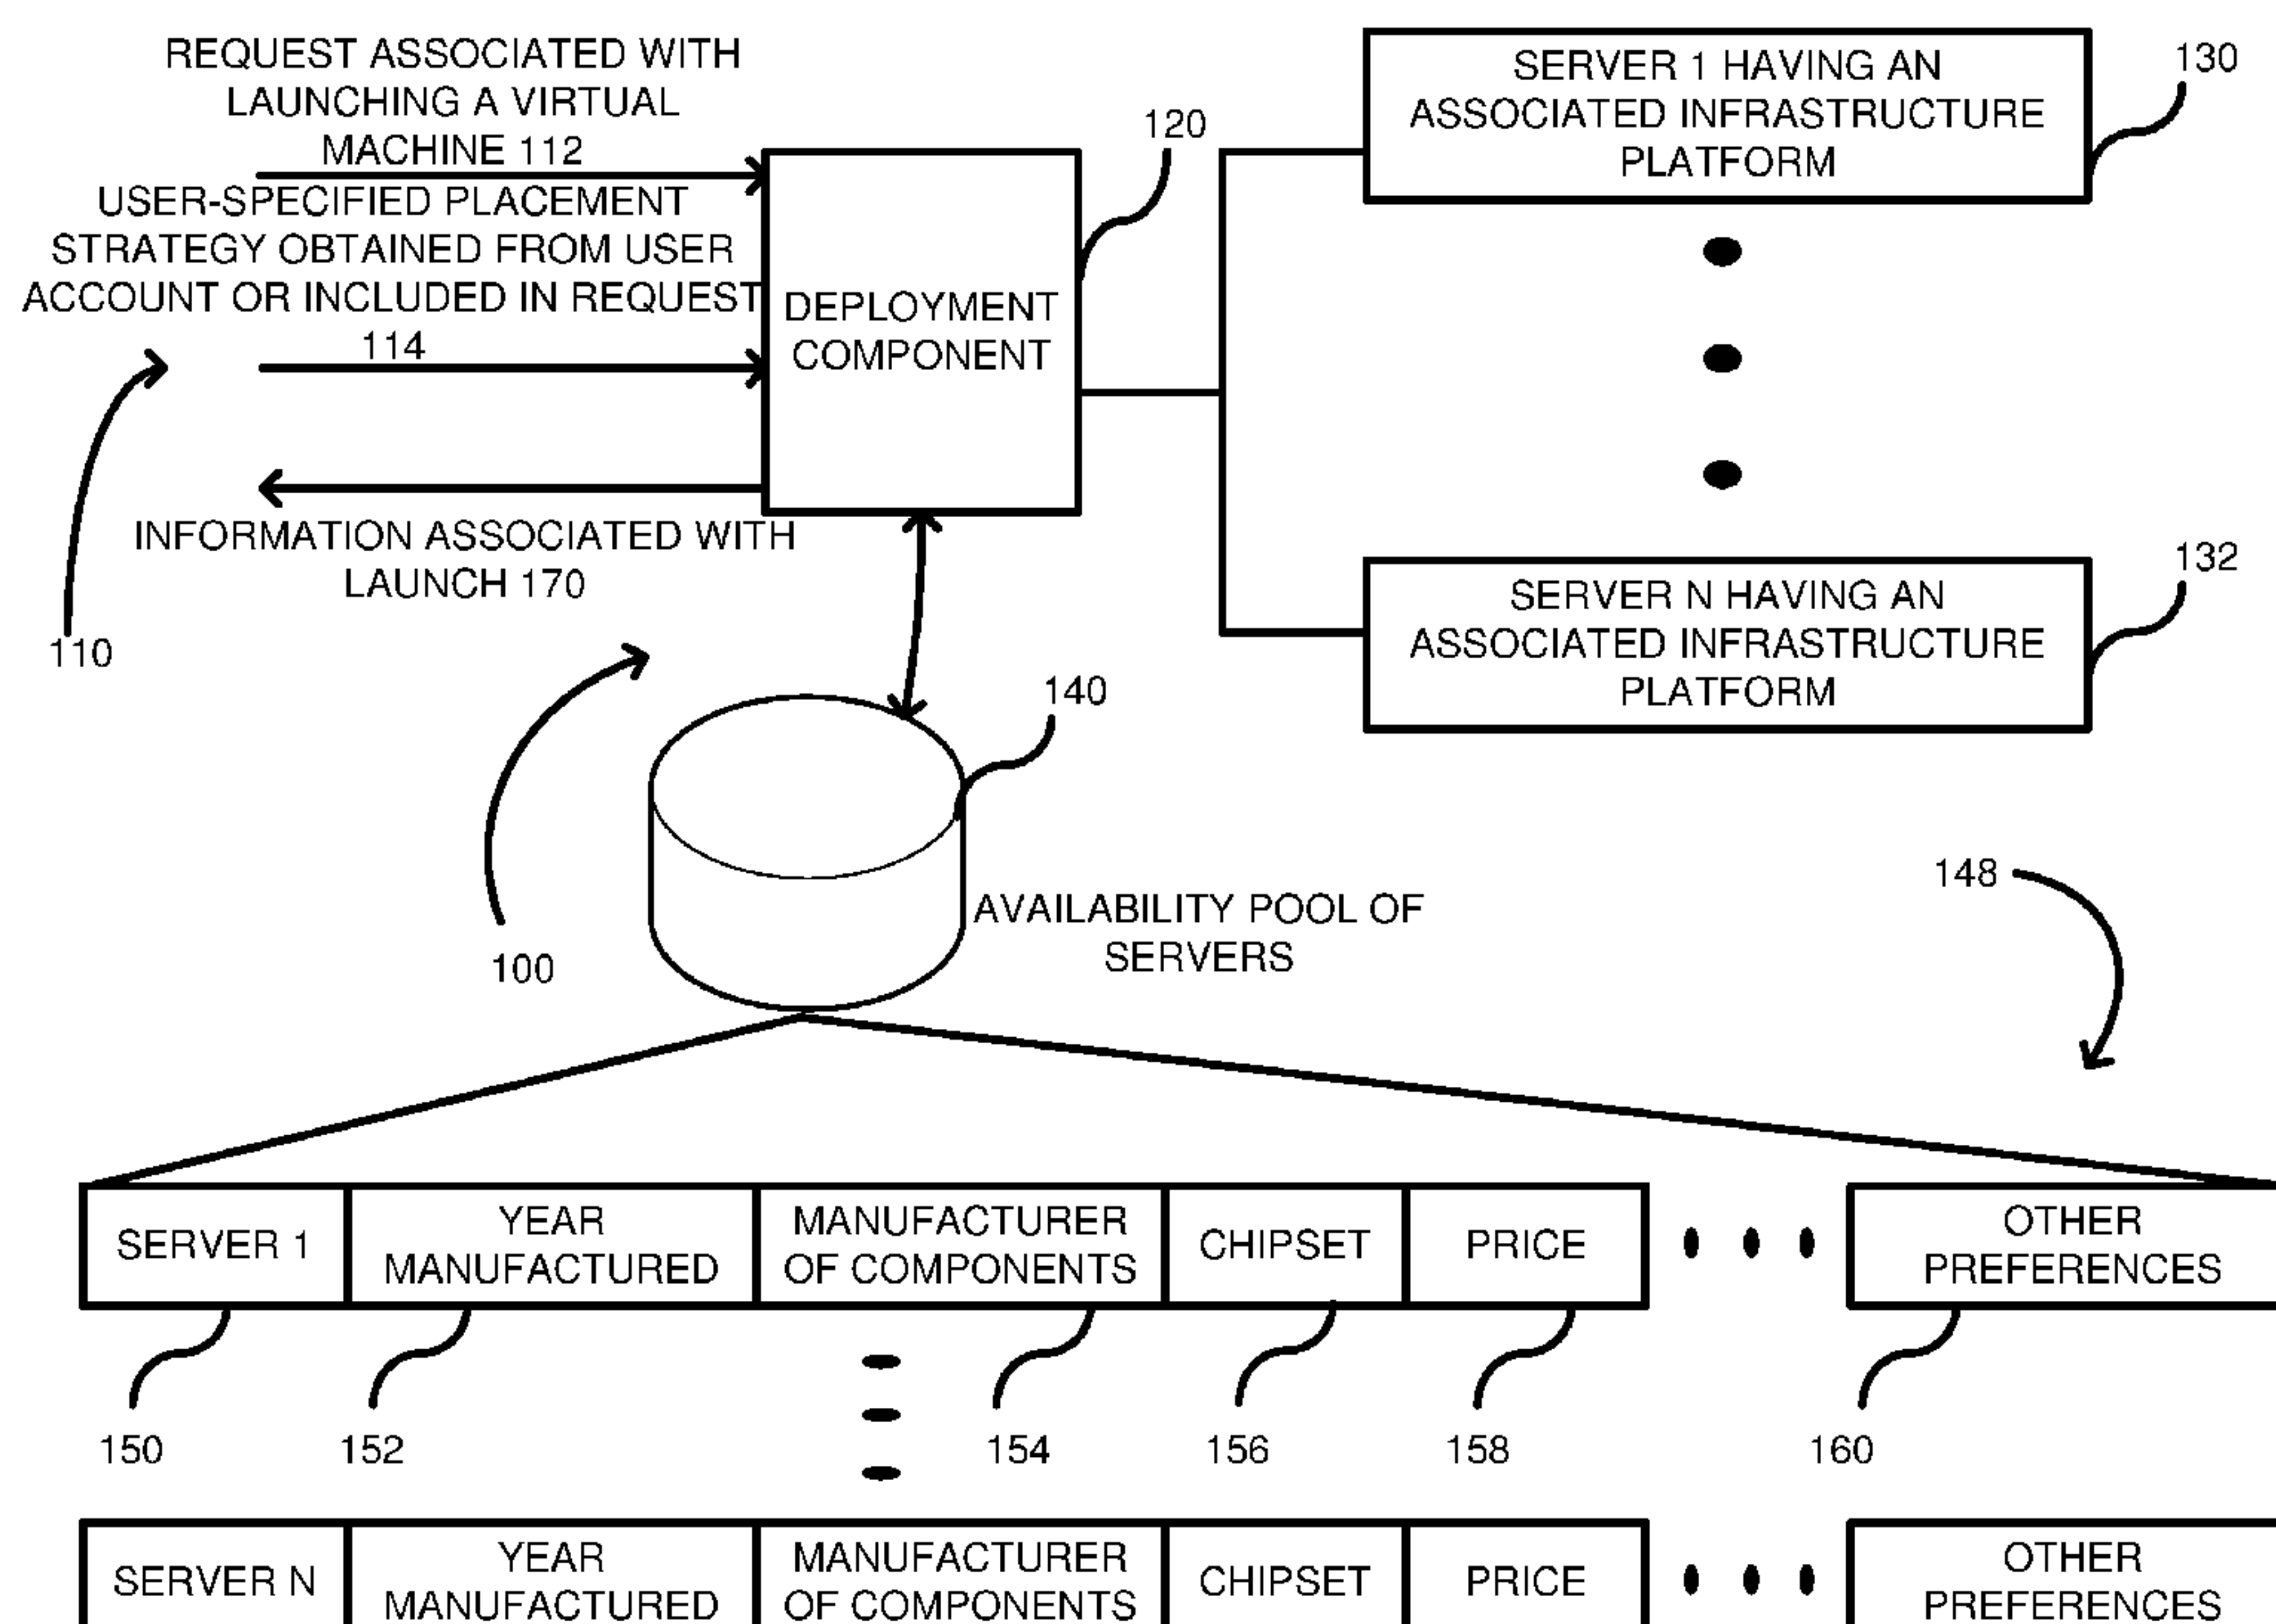 REQUEST ASSOCIATED WITH
LAUNCHING A VIRTUAL
MACHINE 112
USER-SPECIFIED PLACEMENT
STRATEGY OBTAINED FROM USER
ACCOUNT OR INCLUDED IN REQUEST
114
INFORMATION ASSOCIATED WITH
LAUNCH 170
110
100
120
DEPLOYMENT
COMPONENT
SERVER 1 HAVING AN
ASSOCIATED INFRASTRUCTURE
PLATFORM
130
SERVER N HAVING AN
ASSOCIATED INFRASTRUCTURE
PLATFORM
132
140
AVAILABILITY POOL OF
SERVERS
148
SERVER 1
YEAR
MANUFACTURED
MANUFACTURER
OF COMPONENTS
CHIPSET
PRICE
OTHER
PREFERENCES
150
152
154
156
158
160
SERVER N
YEAR
MANUFACTURED
MANUFACTURER
OF COMPONENTS
CHIPSET
PRICE
OTHER
PREFERENCES